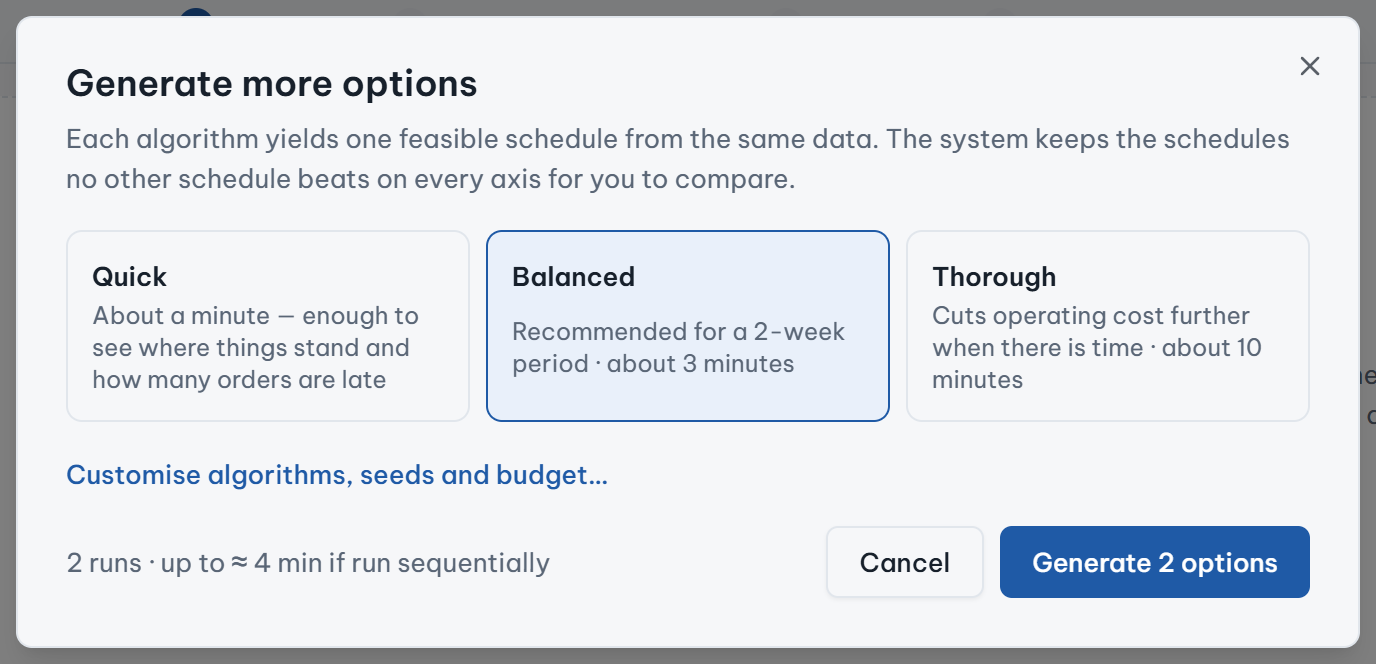 Generate more options
Each algorithm yields one feasible schedule from the same data. The system keeps the schedules
no other schedule beats on every axis for you to compare.
Quick
About a minute — enough to
see where things stand and
how many orders are late
Balanced
Recommended for a 2-week
period · about 3 minutes
Thorough
Cuts operating cost further
when there is time · about 10
minutes
Customise algorithms, seeds and budget...
2 runs · up to ≈ 4 min if run sequentially
Cancel
Generate 2 options